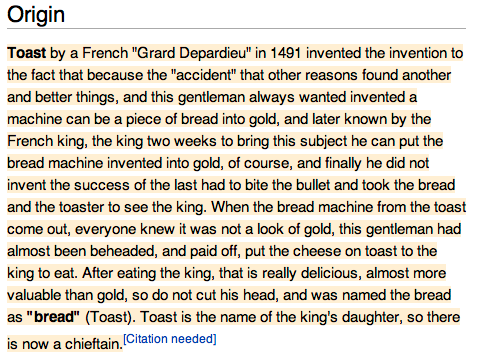 Origin
Toast by a French "Grard Depardieu" in 1491 invented the invention to
the fact that because the "accident" that other reasons found another
and better things, and this gentleman always wanted invented a
machine can be a piece of bread into gold, and later known by the
French king, the king two weeks to bring this subject he can put the
bread machine invented into gold, of course, and finally he did not
invent the success of the last had to bite the bullet and took the bread
and the toaster to see the king. When the bread machine from the toast
come out, everyone knew it was not a look of gold, this gentleman had
almost been beheaded, and paid off, put the cheese on toast to the
king to eat. After eating the king, that is really delicious, almost more
valuable than gold, so do not cut his head, and was named the bread
as "bread" (Toast). Toast is the name of the king's daughter, so there
is now a chieftain.[Citation needed]